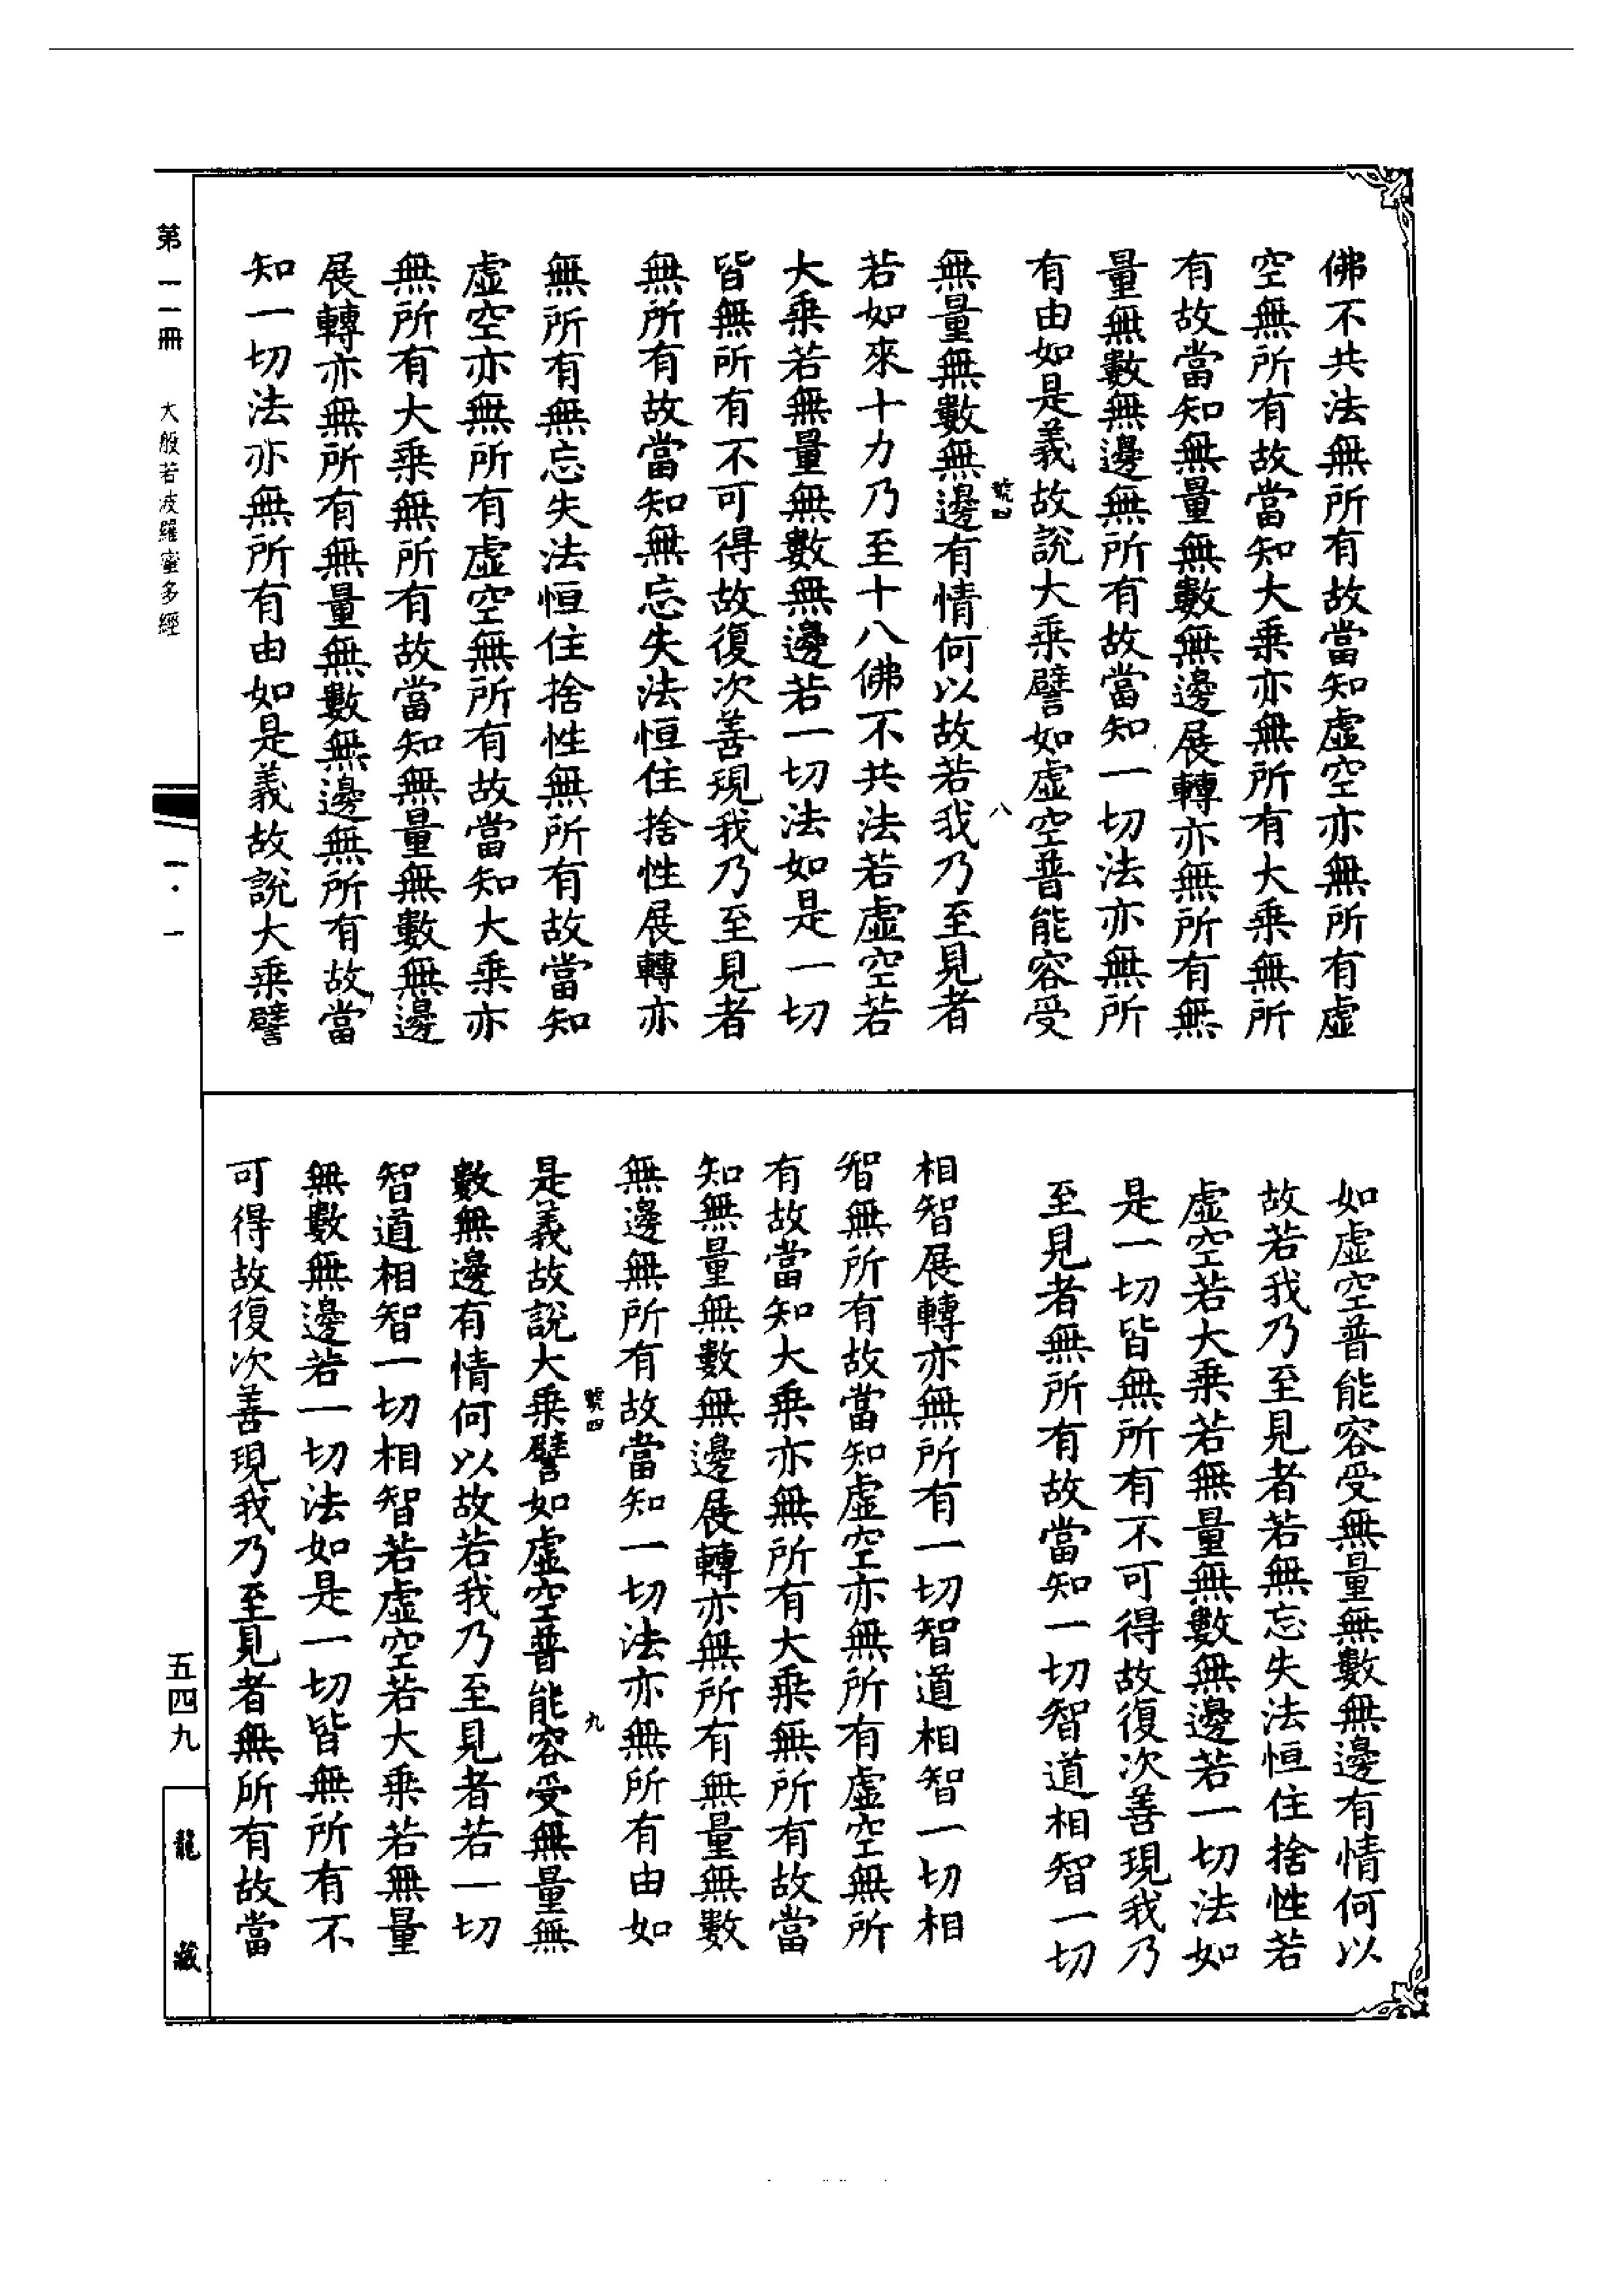 佛不共法無所有故當知虛空亦無所有虛
空無所有故當知大乘亦無所有大乘無所
有故當知無量無數無邊展轉亦無所有無
量無數無邊無所有故當知一切法亦無所
有由如是義故說大乘譬如虛空普能容受
號四
八
無量無數無邊有情何以故若我乃至見者
若如來十力乃至十八佛不共法若虛空若
大乘若無量無數無邊若一切法如是一切
皆無所有不可得故復次善現我乃至見者
無所有故當知無忘失法恒住捨性展轉亦
無所有無忘失法恒住捨性無所有故當知
虛空亦無所有虛空無所有故當知大乘亦
無所有大乘無所有故當知無量無數無邊
展轉亦無所有無量無數無邊無所有故當
知一切法亦無所有由如是義故說大乘譬
如虛空普能容受無量無數無邊有情何以
故若我乃至見者若無忘失法恒住捨性若
虛空若大乘若無量無數無邊若一切法如
是一切皆無所有不可得故復次善現我乃
至見者無所有故當知一切智道相智一切
相智展轉亦無所有一切智道相智一切相
智無所有故當知虛空亦無所有虛空無所
有故當知大乘亦無所有大乘無所有故當
知無量無數無邊展轉亦無所有無量無數
無邊無所有故當知一切法亦無所有由如
號四
九
是義故說大乘譬如虛空普能容受無量無
數無邊有情何以故若我乃至見者若一切
智道相智一切相智若虛空若大乘若無量
無數無邊若一切法如是一切皆無所有不
可得故復次善現我乃至見者無所有故當
第一一冊 大般若波羅蜜多經
一·一
五四九
龍藏